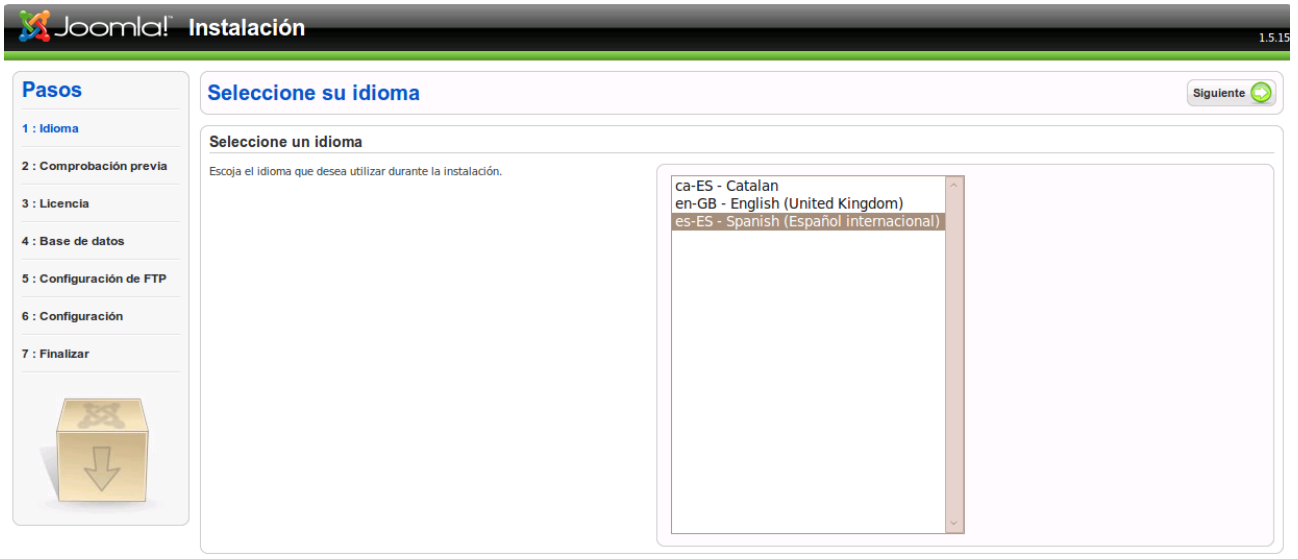 Joomla! Instalación
1.5.15
Pasos
1 : Idioma
2 : Comprobación previa
3 : Licencia
4 : Base de datos
5 : Configuración de FTP
6 : Configuración
7 : Finalizar
Seleccione su idioma
Siguiente
Seleccione un idioma
Escoja el idioma que desea utilizar durante la instalación.
ca-ES - Catalan
en-GB - English (United Kingdom)
es-ES - Spanish (Español internacional)